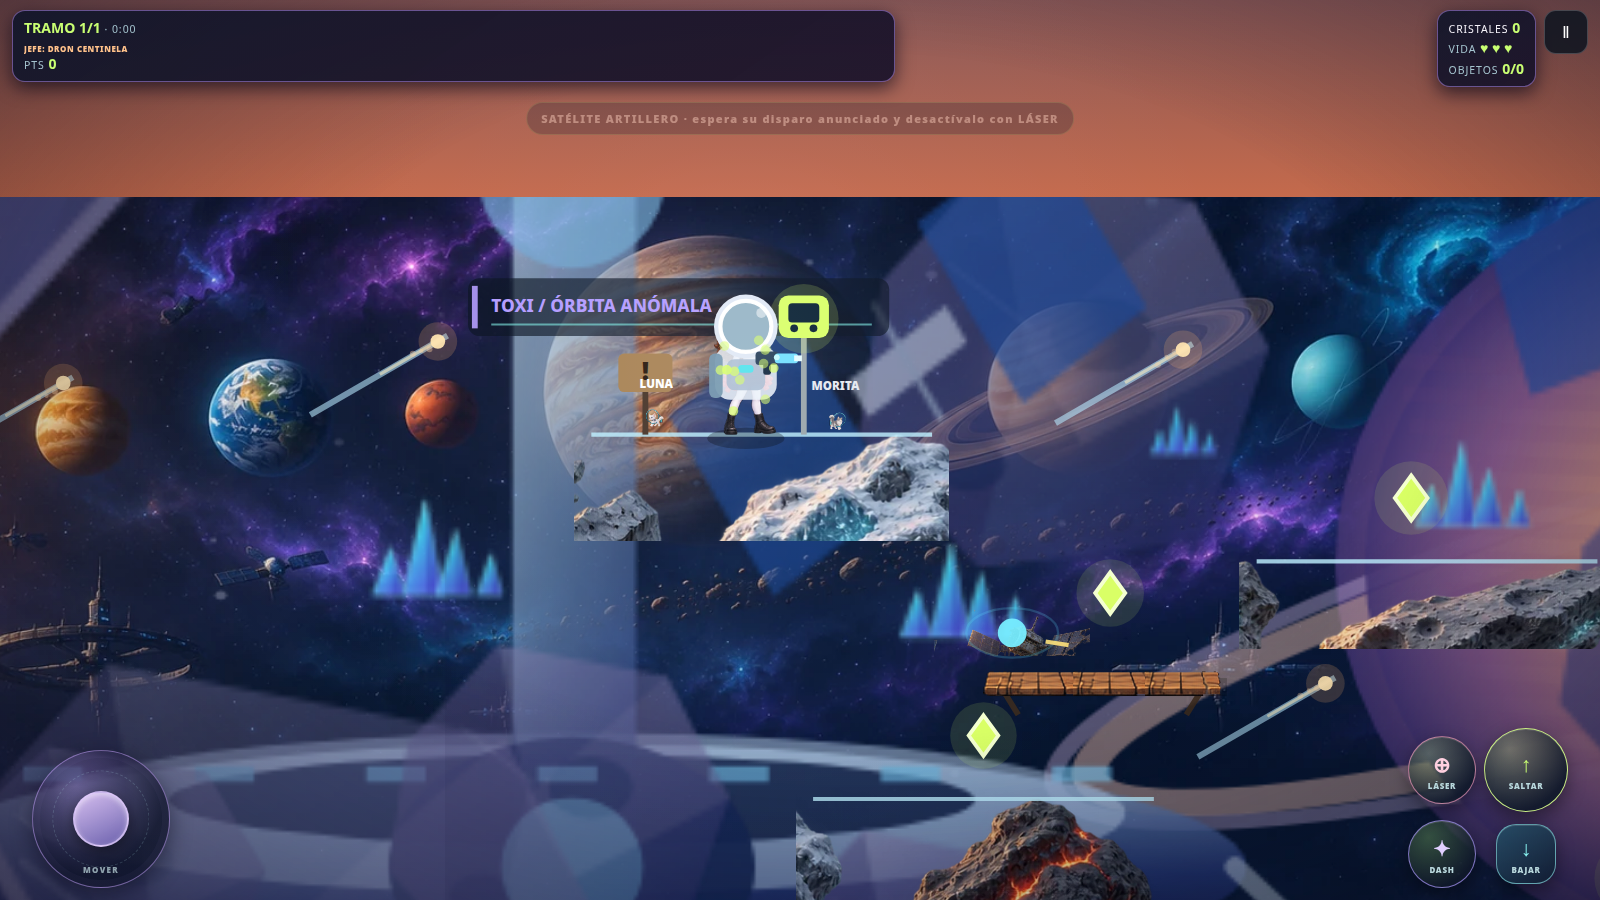 TRAMO 1/1 · 0:00
JEFE: DRON CENTINELA
PTS 0
CRISTALES 0
VIDA ♥ ♥ ♥
OBJETOS 0/0
SATÉLITE ARTILLERO · espera su disparo anunciado y desactívalo con LÁSER
TOXI / ÓRBITA ANÓMALA
!
LUNA
MORITA
MOVER
LÁSER
SALTAR
DASH
BAJAR